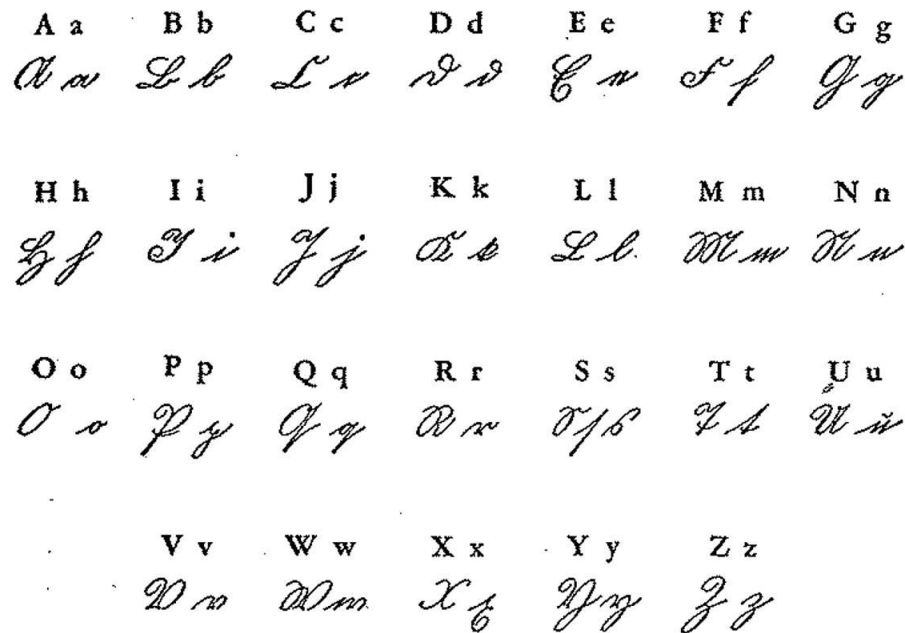 A a B b C c D d E e F f G g
A a B b C c D d E e F f G g
H h I i J j K k L l M m N n
H h I i J j K k L l M m N n
O o P p Q q R r S s T t U u
O o P p Q q R r S ſ s T t U u
V v W w X x Y y Z z
V v W w X x Y y Z z